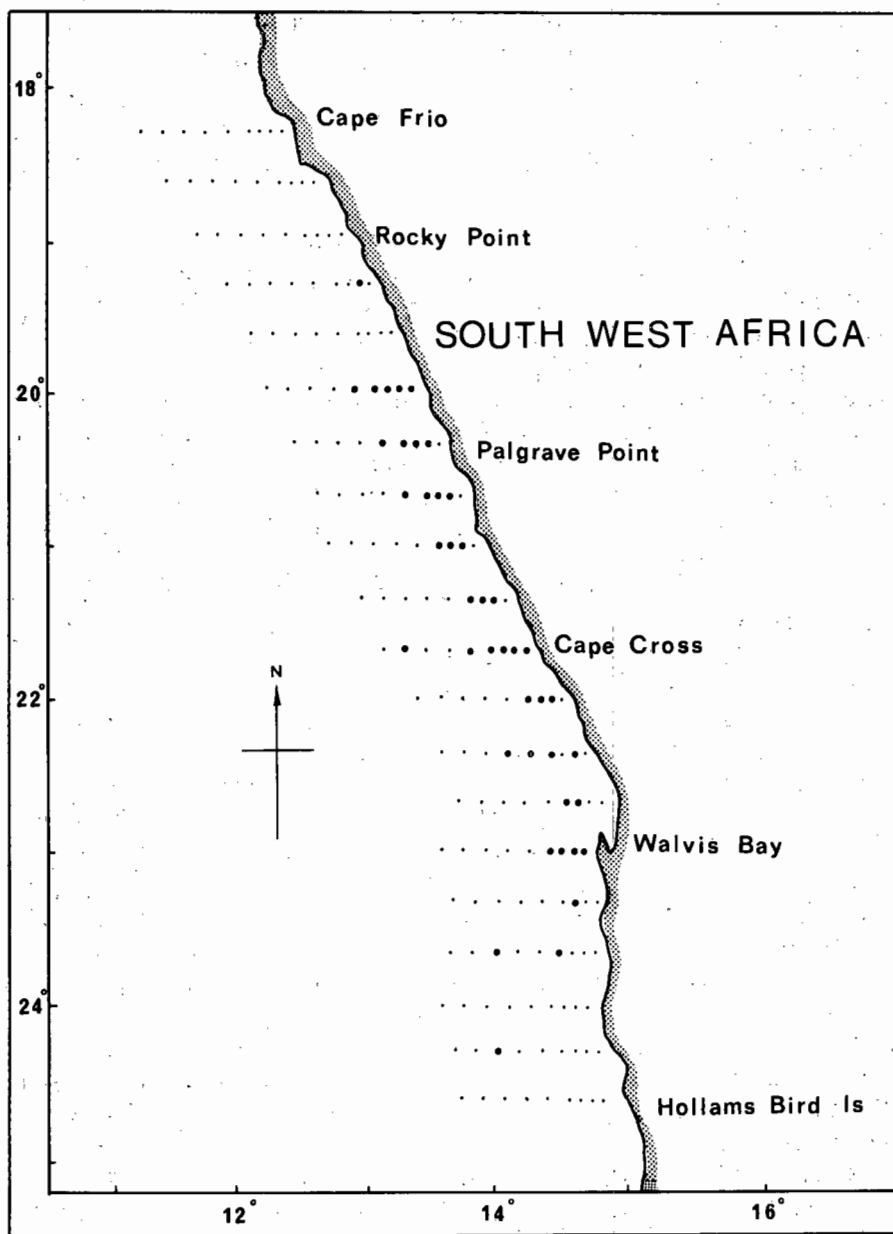 18°
Cape Frio
Rocky Point
SOUTH WEST AFRICA
20°
Palgrave Point
Cape Cross
N
22°
Walvis Bay
24°
Hollams Bird Is
12°
14°
16°